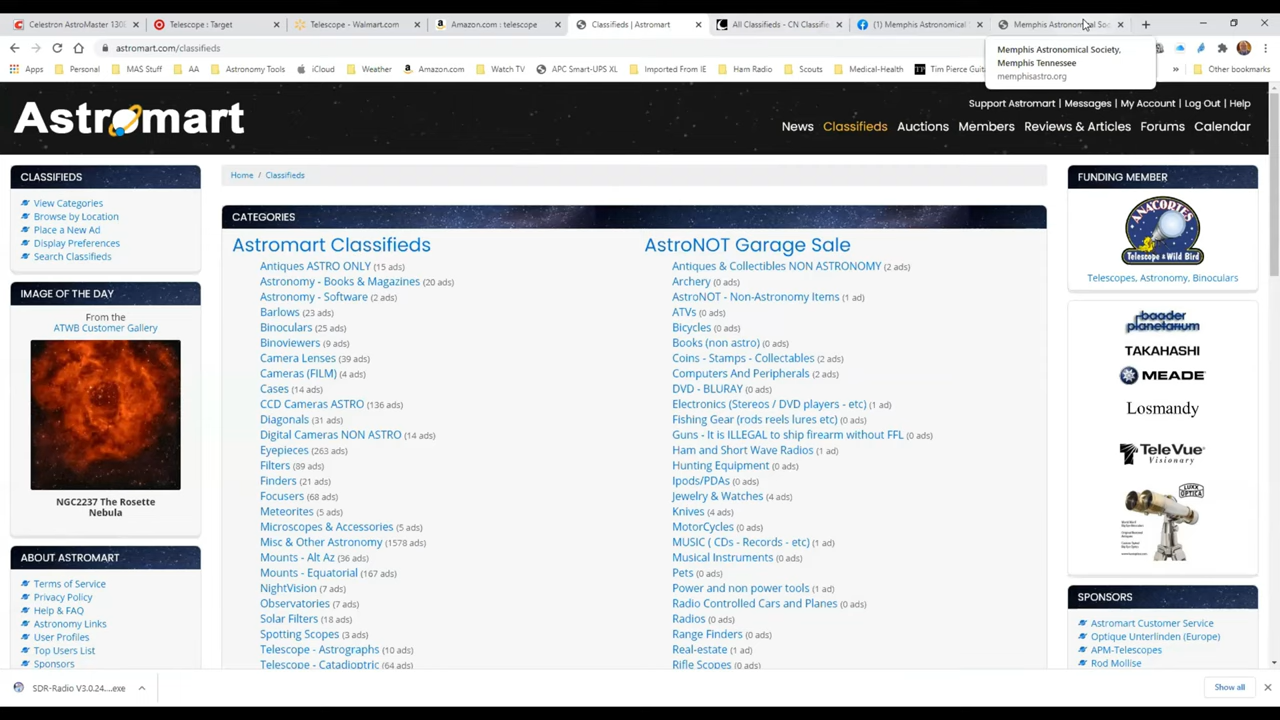 Celestron AstroMaster 130E
Telescope : Target
Telescope - Walmart.com
Amazon.com : telescope
Classifieds | Astromart
All Classifieds - CN Classifie
(1) Memphis Astronomical
Memphis Astronomical Soc
astromart.com/classifieds
Memphis Astronomical Society,
Memphis Tennessee
memphisastro.org
Apps
Personal
MAS Stuff
AA
Astronomy Tools
iCloud
Weather
Amazon.com
Watch TV
APC Smart-UPS XL
Imported From IE
Ham Radio
Scouts
Medical-Health
Tim Pierce Guita
»
Other bookmarks
Astromart
Support Astromart | Messages | My Account | Log Out | Help
News Classifieds Auctions Members Reviews & Articles Forums Calendar
CLASSIFIEDS
View Categories
Browse by Location
Place a New Ad
Display Preferences
Search Classifieds
IMAGE OF THE DAY
From the
ATWB Customer Gallery
NGC2237 The Rosette
Nebula
ABOUT ASTROMART
Terms of Service
Privacy Policy
Help & FAQ
Astronomy Links
User Profiles
Top Users List
Sponsors
Home / Classifieds
CATEGORIES
Astromart Classifieds
Antiques ASTRO ONLY (15 ads)
Astronomy - Books & Magazines (20 ads)
Astronomy - Software (2 ads)
Barlows (23 ads)
Binoculars (25 ads)
Binoviewers (9 ads)
Camera Lenses (39 ads)
Cameras (FILM) (4 ads)
Cases (14 ads)
CCD Cameras ASTRO (136 ads)
Diagonals (31 ads)
Digital Cameras NON ASTRO (14 ads)
Eyepieces (263 ads)
Filters (89 ads)
Finders (21 ads)
Focusers (68 ads)
Meteorites (5 ads)
Microscopes & Accessories (5 ads)
Misc & Other Astronomy (1578 ads)
Mounts - Alt Az (36 ads)
Mounts - Equatorial (167 ads)
NightVision (7 ads)
Observatories (7 ads)
Solar Filters (18 ads)
Spotting Scopes (3 ads)
Telescope - Astrographs (10 ads)
Telescope - Catadioptric (64 ads)
AstroNOT Garage Sale
Antiques & Collectibles NON ASTRONOMY (2 ads)
Archery (0 ads)
AstroNOT - Non-Astronomy Items (1 ad)
ATVs (0 ads)
Bicycles (0 ads)
Books (non astro) (0 ads)
Coins - Stamps - Collectables (2 ads)
Computers And Peripherals (2 ads)
DVD - BLURAY (0 ads)
Electronics (Stereos / DVD players - etc) (1 ad)
Fishing Gear (rods reels lures etc) (0 ads)
Guns - It is ILLEGAL to ship firearm without FFL (0 ads)
Ham and Short Wave Radios (1 ad)
Hunting Equipment (0 ads)
Ipods/PDAs (0 ads)
Jewelry & Watches (4 ads)
Knives (4 ads)
MotorCycles (0 ads)
MUSIC ( CDs - Records - etc) (1 ad)
Musical Instruments (0 ads)
Pets (0 ads)
Power and non power tools (1 ad)
Radio Controlled Cars and Planes (0 ads)
Radios (0 ads)
Range Finders (0 ads)
Real-estate (1 ad)
Rifle Scopes (0 ads)
FUNDING MEMBER
ANACORTES
Telescope & Wild Bird
Telescopes, Astronomy, Binoculars
baader
planetarium
TAKAHASHI
MEADE
Losmandy
TeleVue
Visionary
LUXX
OPTICA
SPONSORS
Astromart Customer Service
Optique Unterlinden (Europe)
APM-Telescopes
Rod Mollise
SDR-Radio V3.0.24....exe
Show all